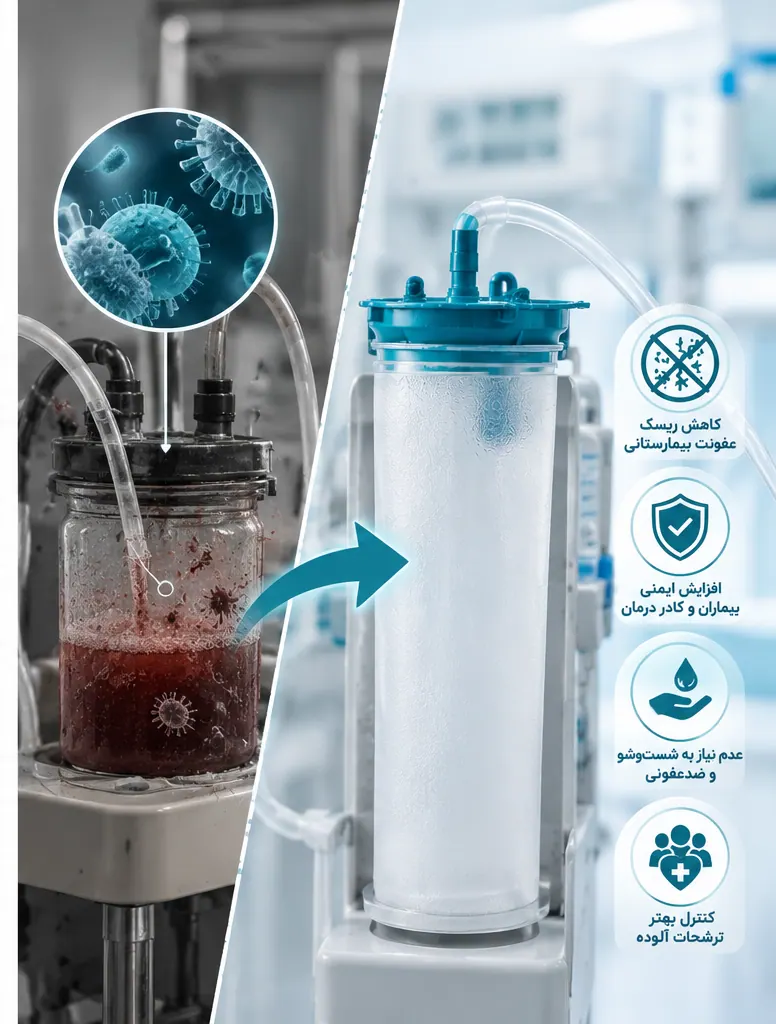 کاهش ریسک
عفونت بیمارستانی
افزایش ایمنی
بیماران و کادر درمان
عدم نیاز به شست‌وشو
و ضدعفونی
کنترل بهتر
ترشحات آلوده